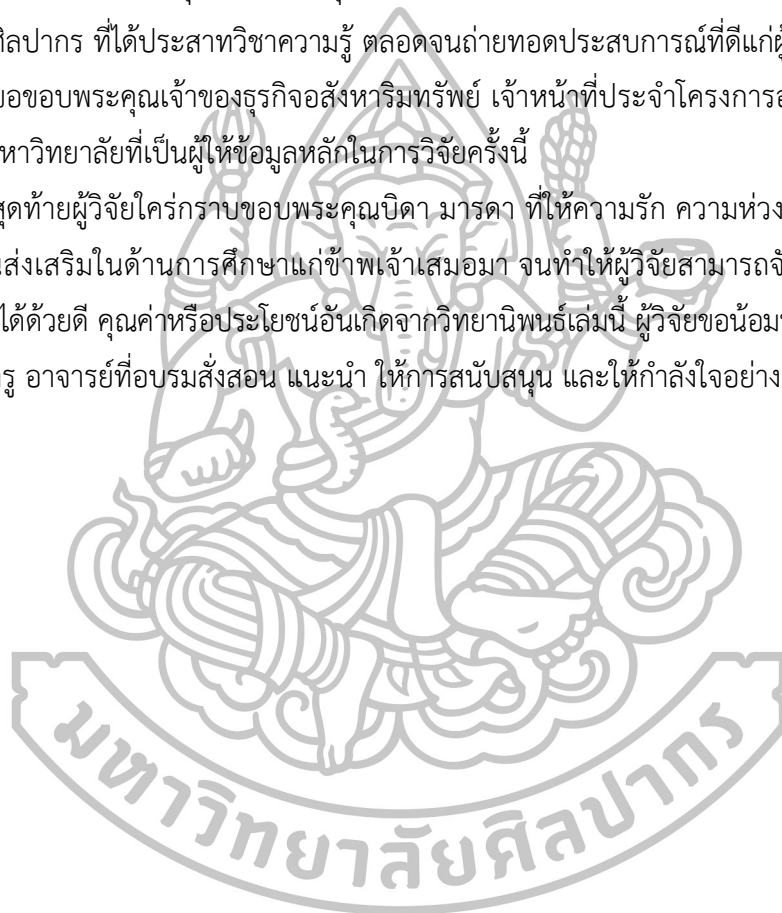 ศิลปากร ที่ได้ประสาทวิชาความรู้ ตลอดจนถ่ายทอดประสบการณ์ที่ดีแก่
ขอขอบพระคุณเจ้าของธุรกิจอสังหาริมทรัพย์ เจ้าหน้าที่ประจำโครงการ
หาวิทยาลัยที่เป็นผู้ให้ข้อมูลหลักในการวิจัยครั้งนี้
สุดท้ายผู้วิจัยใคร่กราบขอบพระคุณบิดา มารดา ที่ให้ความรัก ความห่วง
ส่งเสริมในด้านการศึกษาแก่ข้าพเจ้าเสมอมา จนทำให้ผู้วิจัยสามารถ
ได้ด้วยดี คุณค่าหรือประโยชน์อันเกิดจากวิทยานิพนธ์เล่มนี้ ผู้วิจัยขอน้อม
รู อาจารย์ที่อบรมสั่งสอน แนะนำ ให้การสนับสนุน และให้กำลังใจอย่าง
มหาวิทยาลัยศิลปากร